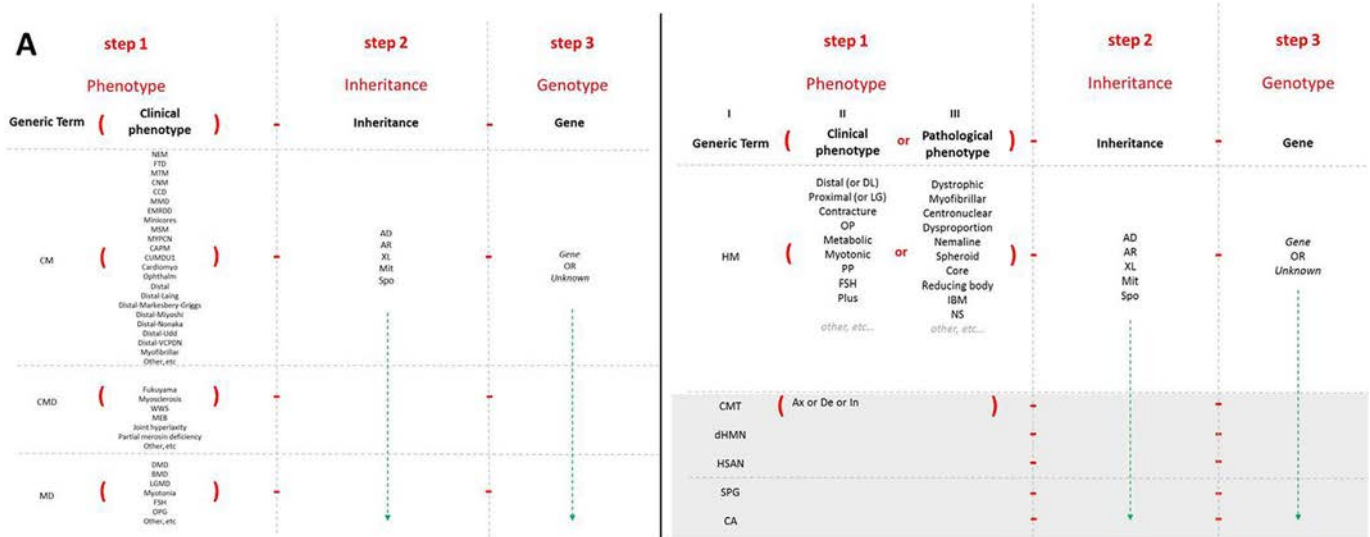 A
step 1
step 2
step 3
Phenotype
Inheritance
Genotype
Generic Term ( Clinical phenotype ) - Inheritance - Gene
NEM
FTD
MTM
CNM
CCD
MMD
EMRDD
Minicores
MSM
MYPCN
CAPM
CM ( CUMDU1 ) - -
Cardiomyo
Ophthalm
Distal
Distal-Laing
Distal-Markesbery-Griggs
Distal-Miyoshi
Distal-Nonaka
Distal-Udd
Distal-VCPDN
Myofibrillar
Other, etc
AD
AR
XL
Mit
Spo
Gene
OR
Unknown
CMD ( ) - -
Fukuyama
Myosclerosis
WWS
MEB
Joint hyperlaxity
Partial merosin deficiency
Other, etc
MD ( ) - -
DMD
BMD
LGMD
Myotonia
FSH
OPG
Other, etc
step 1
step 2
step 3
Phenotype
Inheritance
Genotype
I
II
III
Generic Term ( Clinical phenotype or Pathological phenotype ) - Inheritance - Gene
HM ( or ) - -
Distal (or DL)
Proximal (or LG)
Contracture
OP
Metabolic
Myotonic
PP
FSH
Plus
other, etc...
Dystrophic
Myofibrillar
Centronuclear
Dysproportion
Nemaline
Spheroid
Core
Reducing body
IBM
NS
other, etc...
AD
AR
XL
Mit
Spo
Gene
OR
Unknown
CMT ( Ax or De or In ) - -
dHMN - -
HSAN - -
SPG - -
CA - -